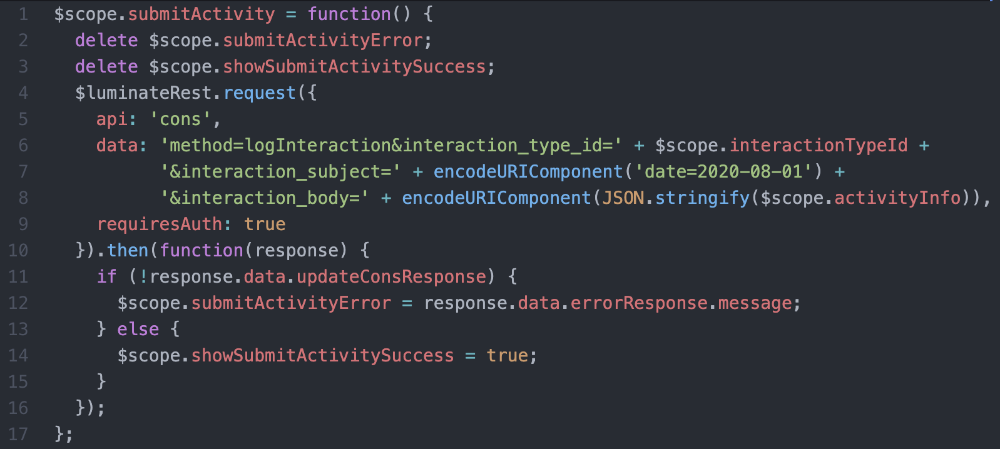 1 $scope.submitActivity = function() {
2 delete $scope.submitActivityError;
3 delete $scope.showSubmitActivitySuccess;
4 $luminateRest.request({
5 api: 'cons',
6 data: 'method=logInteraction&interaction_type_id=' + $scope.interactionTypeId +
7 '&interaction_subject=' + encodeURIComponent('date=2020-08-01') +
8 '&interaction_body=' + encodeURIComponent(JSON.stringify($scope.activityInfo)),
9 requiresAuth: true
10 }).then(function(response) {
11 if (!response.data.updateConsResponse) {
12 $scope.submitActivityError = response.data.errorResponse.message;
13 } else {
14 $scope.showSubmitActivitySuccess = true;
15 }
16 });
17 };